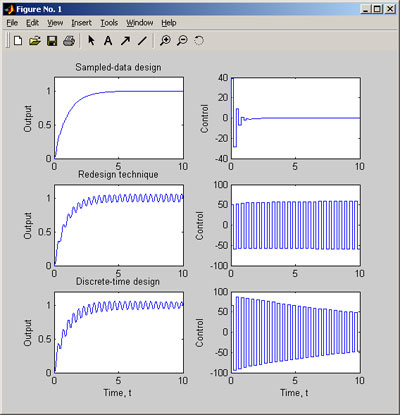 Figure No. 1
File Edit View Insert Tools Window Help
Sampled-data design
Output
1
0.5
0
0 5 10
Control
40
20
0
-20
-40
0 5 10
Redesign technique
Output
1
0.5
0
0 5 10
Control
100
50
0
-50
-100
0 5 10
Discrete-time design
Output
1
0.5
0
0 5 10
Time, t
Control
100
50
0
-50
-100
0 5 10
Time, t